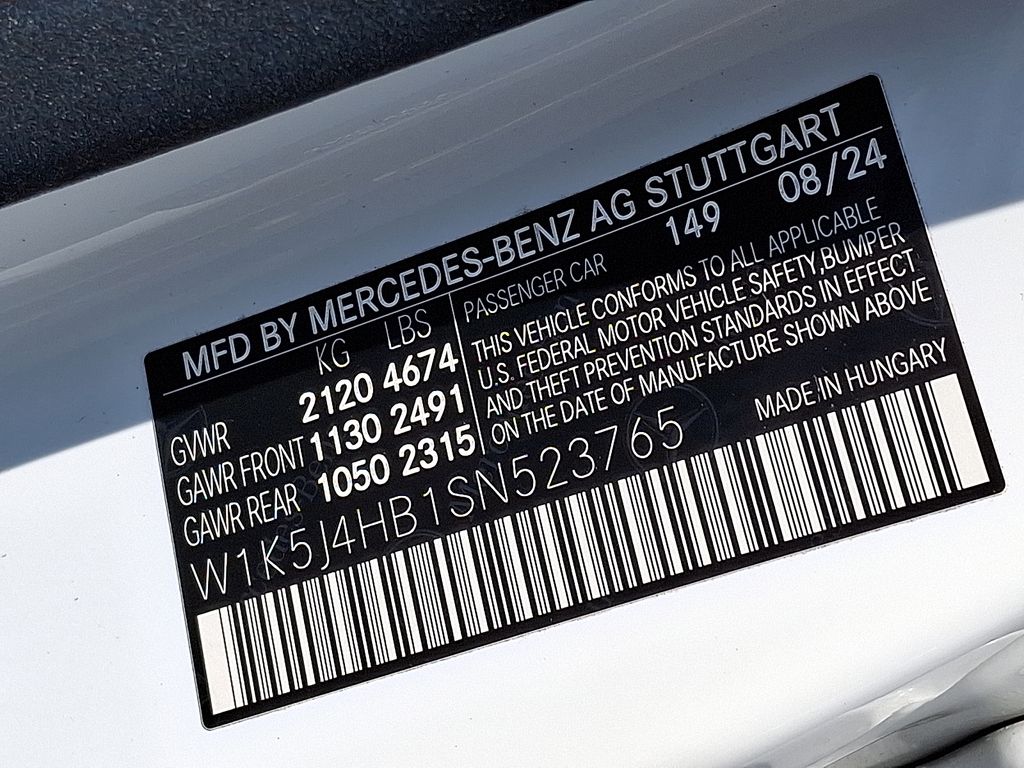 MFD BY MERCEDES-BENZ AG STUTTGART
KG LBS
GVWR 2120 4674
GAWR FRONT 1130 2491
GAWR REAR 1050 2315
PASSENGER CAR 149 08/24
THIS VEHICLE CONFORMS TO ALL APPLICABLE
U.S. FEDERAL MOTOR VEHICLE SAFETY,BUMPER
AND THEFT PREVENTION STANDARDS IN EFFECT
ON THE DATE OF MANUFACTURE SHOWN ABOVE
MADE IN HUNGARY
W1K5J4HB1SN523765